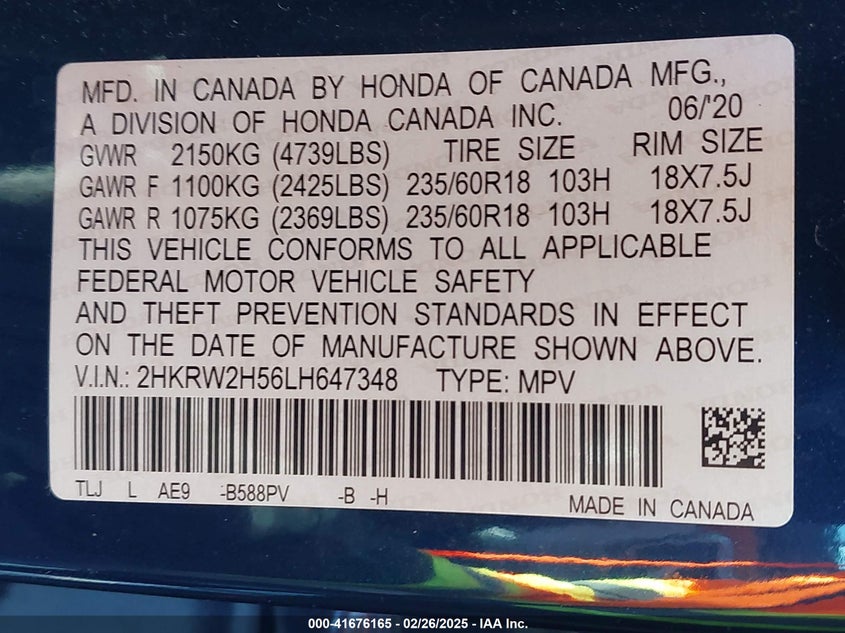 MFD. IN CANADA BY HONDA OF CANADA MFG.,
A DIVISION OF HONDA CANADA INC. 06/'20
GVWR 2150KG (4739LBS) TIRE SIZE RIM SIZE
GAWR F 1100KG (2425LBS) 235/60R18 103H 18X7.5J
GAWR R 1075KG (2369LBS) 235/60R18 103H 18X7.5J
THIS VEHICLE CONFORMS TO ALL APPLICABLE
FEDERAL MOTOR VEHICLE SAFETY
AND THEFT PREVENTION STANDARDS IN EFFECT
ON THE DATE OF MANUFACTURE SHOWN ABOVE.
V.I.N.: 2HKRW2H56LH647348 TYPE: MPV
TLJ L AE9 -B588PV -B -H
MADE IN CANADA
000-41676165 - 02/26/2025 - IAA Inc.